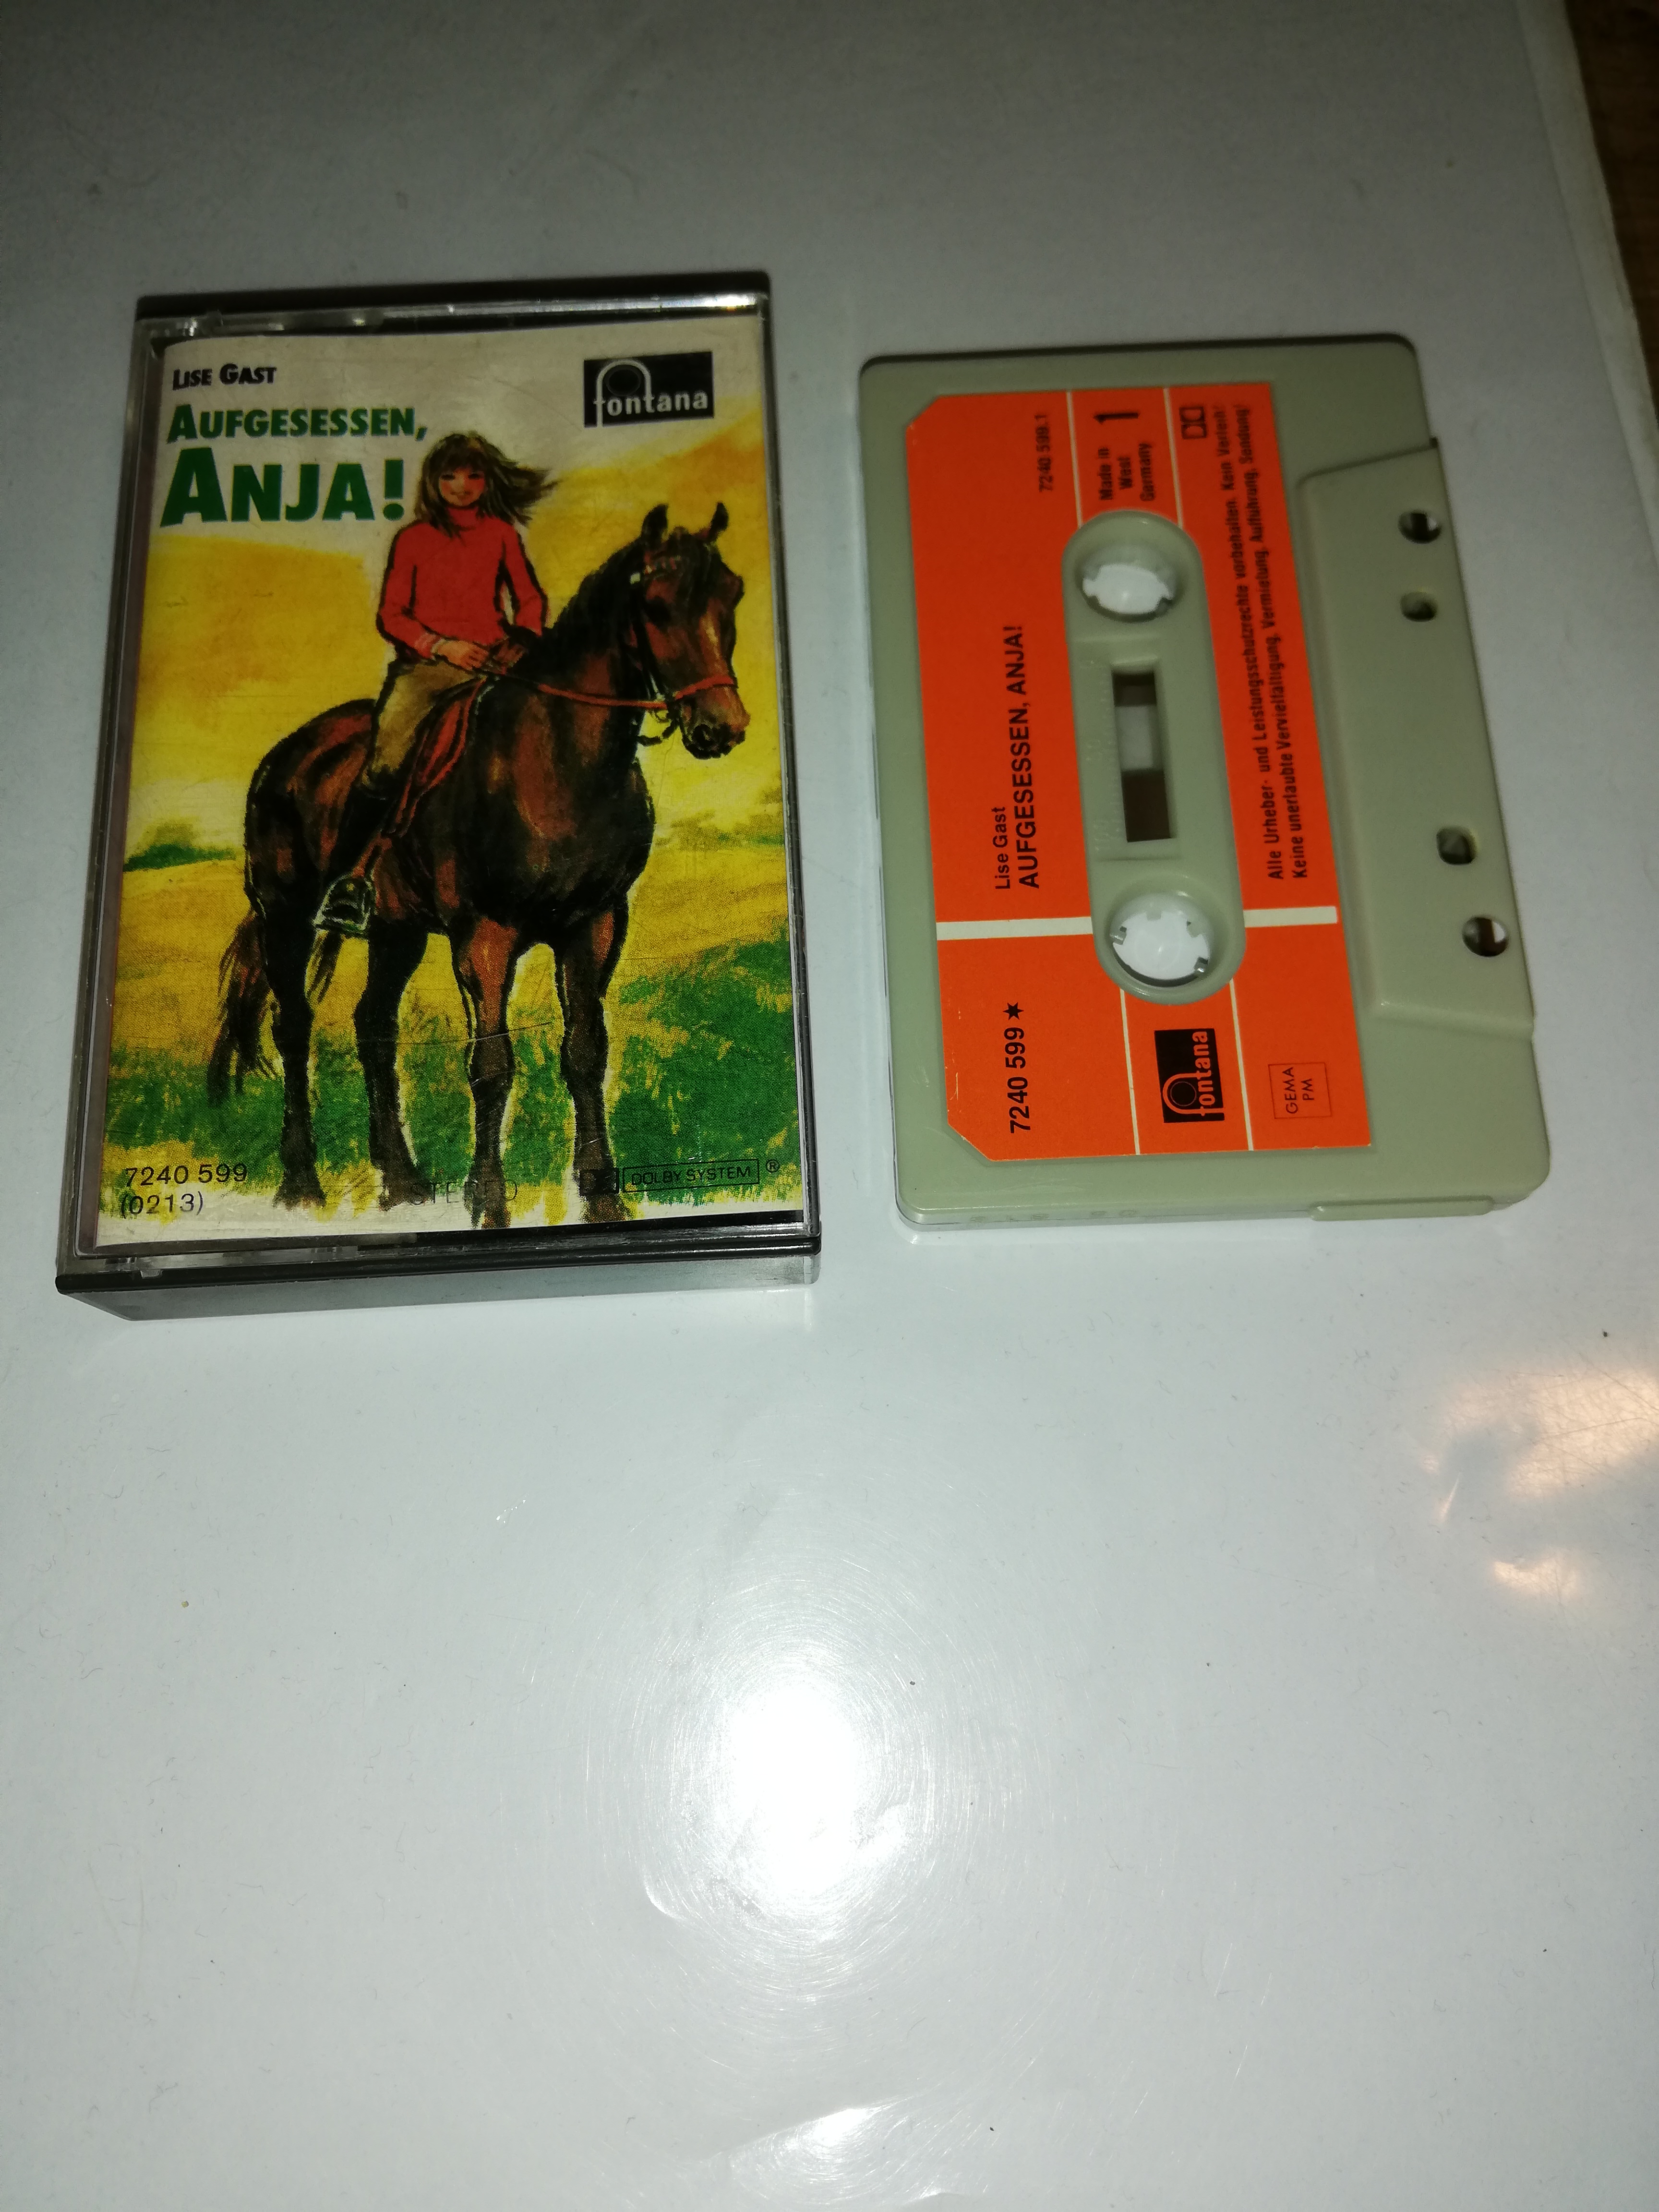 LISE GAST
AUFGESESSEN,
ANJA!
fontana
7240 599
(0213)
STEREO
DOLBY SYSTEM ®
7240 599 ★
Lise Gast
AUFGESESSEN, ANJA!
7240 599.1
fontana
Made in
West
Germany
1
GEMA
PM
Alle Urheber- und Leistungsschutzrechte vorbehalten. Kein Verleih!
Keine unerlaubte Vervielfältigung, Vermietung, Aufführung, Sendung!